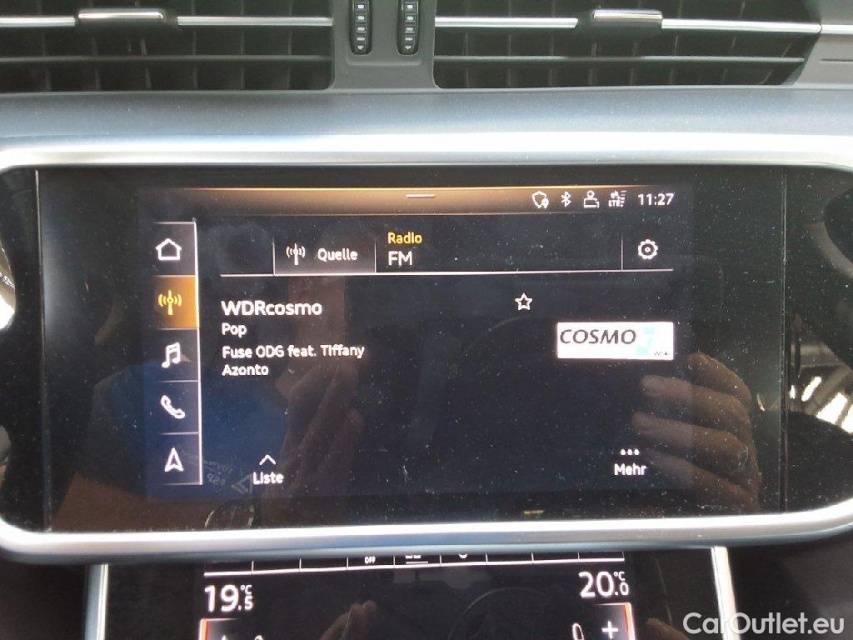 11:27
Quelle
Radio
FM
WDRcosmo
Pop
Fuse ODG feat. Tiffany
Azonto
COSMO
Liste
Mehr
OFF
19.5 °C
20.0 °C
+
CarOutlet.eu